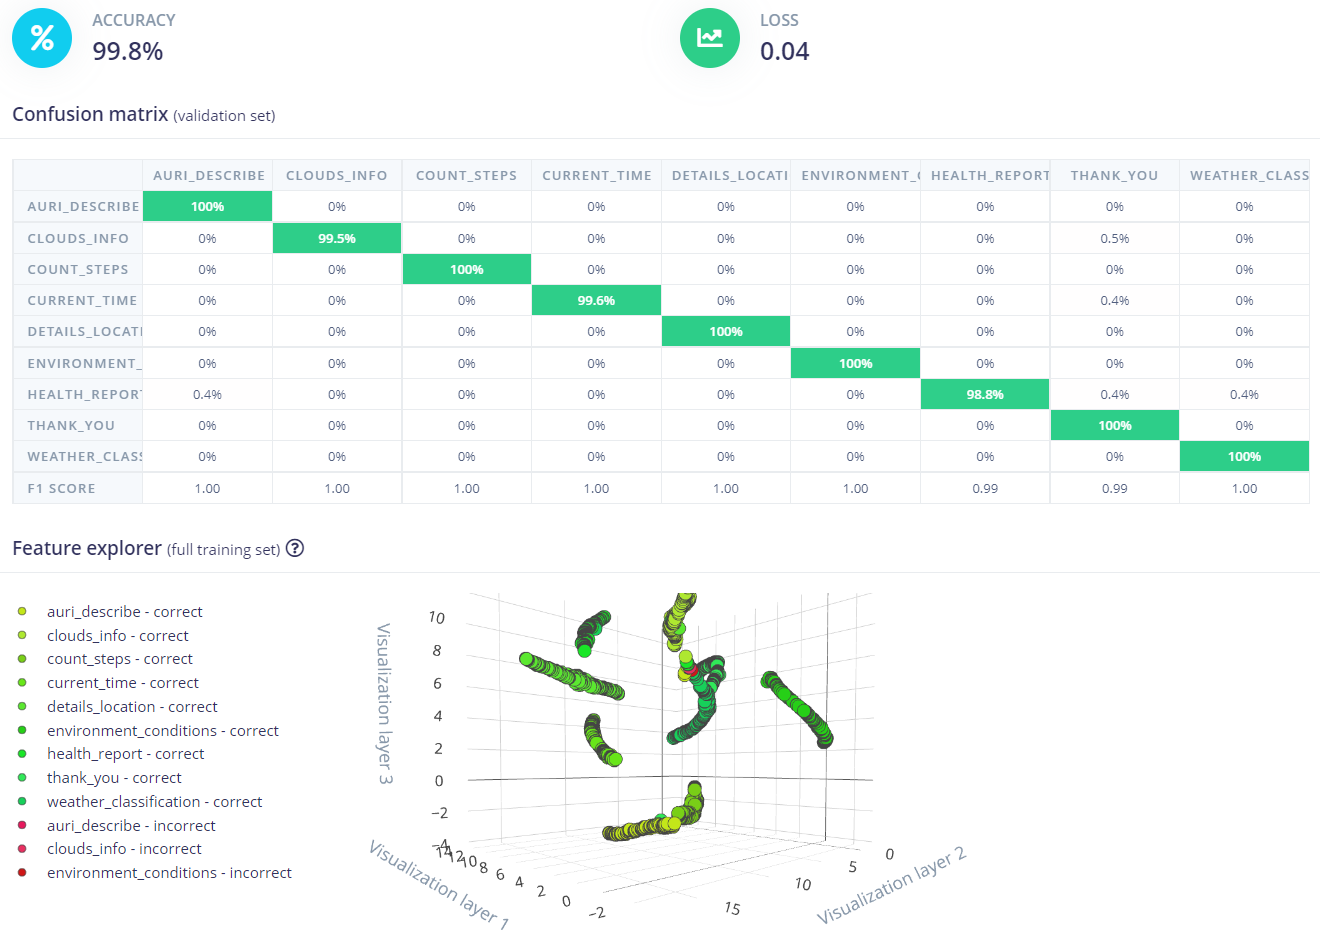 ACCURACY
99.8%
LOSS
0.04
Confusion matrix (validation set)
AURI_DESCRIBE CLOUDS_INFO COUNT_STEPS CURRENT_TIME DETAILS_LOCATI ENVIRONMENT_C HEALTH_REPORT THANK_YOU WEATHER_CLASS
AURI_DESCRIBE 100% 0% 0% 0% 0% 0% 0% 0% 0%
CLOUDS_INFO 0% 99.5% 0% 0% 0% 0% 0% 0.5% 0%
COUNT_STEPS 0% 0% 100% 0% 0% 0% 0% 0% 0%
CURRENT_TIME 0% 0% 0% 99.6% 0% 0% 0% 0.4% 0%
DETAILS_LOCATI 0% 0% 0% 0% 100% 0% 0% 0% 0%
ENVIRONMENT_ 0% 0% 0% 0% 0% 100% 0% 0% 0%
HEALTH_REPORT 0.4% 0% 0% 0% 0% 0% 98.8% 0.4% 0.4%
THANK_YOU 0% 0% 0% 0% 0% 0% 0% 100% 0%
WEATHER_CLASS 0% 0% 0% 0% 0% 0% 0% 0% 100%
F1 SCORE 1.00 1.00 1.00 1.00 1.00 1.00 0.99 0.99 1.00
Feature explorer (full training set) ?
auri_describe - correct
clouds_info - correct
count_steps - correct
current_time - correct
details_location - correct
environment_conditions - correct
health_report - correct
thank_you - correct
weather_classification - correct
auri_describe - incorrect
clouds_info - incorrect
environment_conditions - incorrect
Visualization layer 3
10
8
6
4
2
0
−2
−4
14 12 10 8 6 4 2 0 −2
Visualization layer 1
15 10 5 0
Visualization layer 2